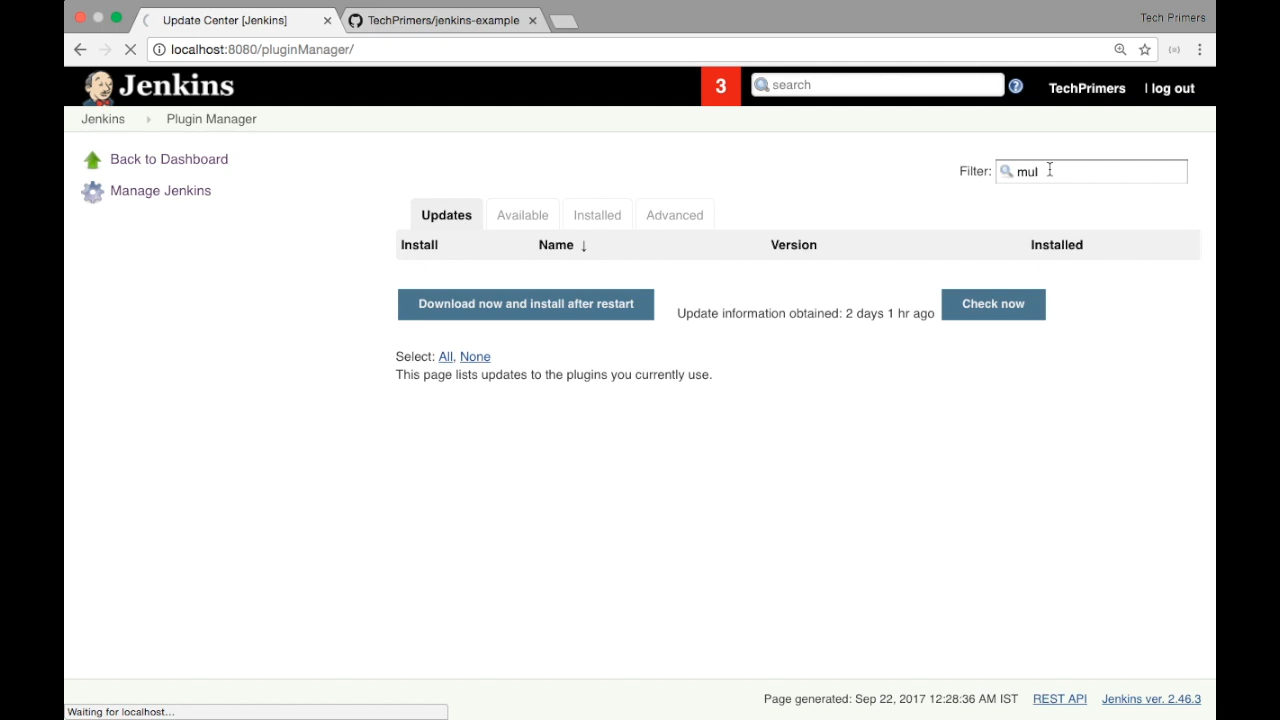 Update Center [Jenkins]
TechPrimers/jenkins-example
Tech Primers
localhost:8080/pluginManager/
Jenkins
3
search
TechPrimers
| log out
Jenkins
Plugin Manager
Back to Dashboard
Manage Jenkins
Filter: mul
Updates
Available
Installed
Advanced
Install
Name ↓
Version
Installed
Download now and install after restart
Update information obtained: 2 days 1 hr ago
Check now
Select: All, None
This page lists updates to the plugins you currently use.
Page generated: Sep 22, 2017 12:28:36 AM IST
REST API
Jenkins ver. 2.46.3
Waiting for localhost...